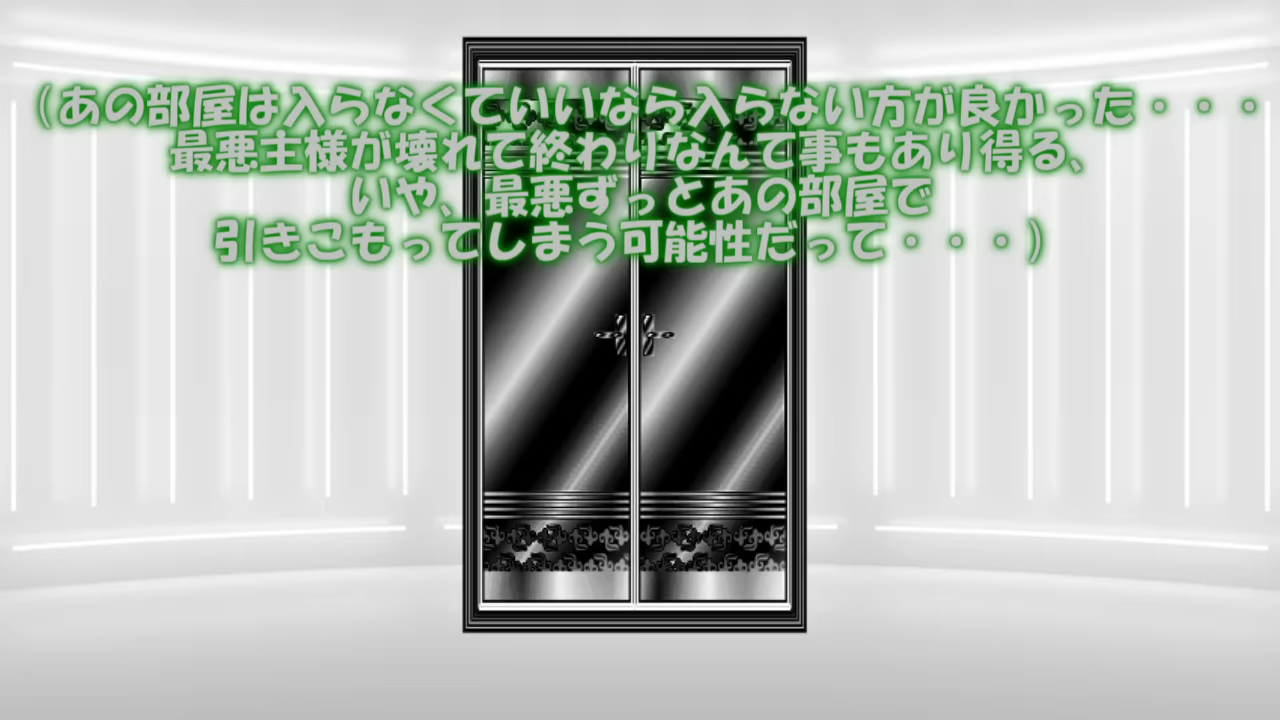 (あの部屋は入らなくていいなら入らない方が良かった・・・
最悪主様が壊れて終わりなんて事もあり得る、
いや、最悪ずっとあの部屋で
引きこもってしまう可能性だって・・・)